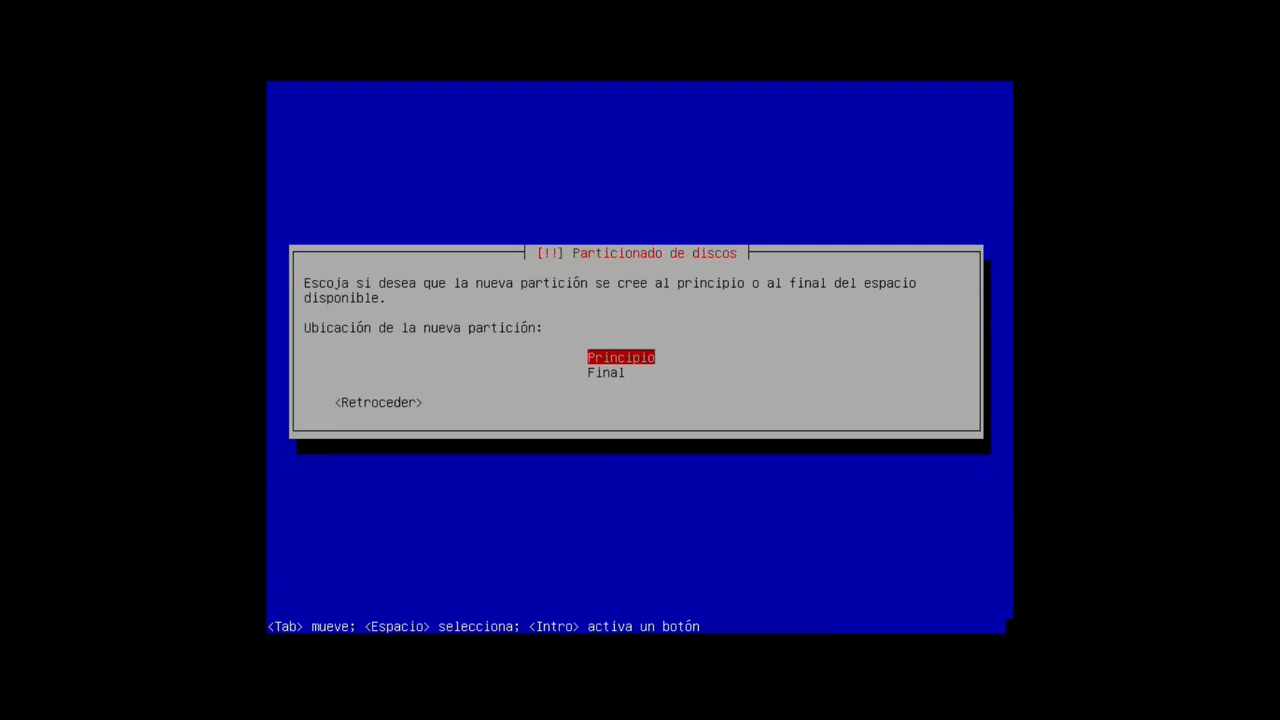 [!!] Particionado de discos
Escoja si desea que la nueva partición se cree al principio o al final del espacio
disponible.
Ubicación de la nueva partición:
Principio
Final
<Retroceder>
<Tab> mueve; <Espacio> selecciona; <Intro> activa un botón